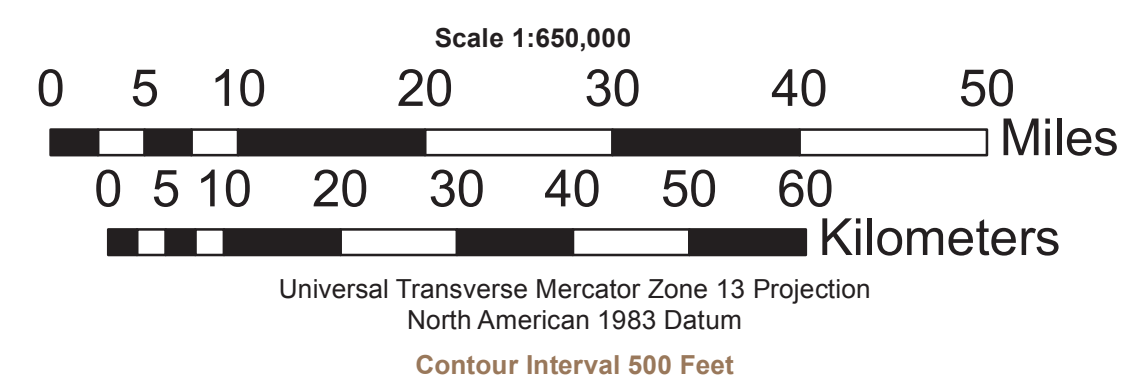 Scale 1:650,000
0 5 10 20 30 40 50
Miles
0 5 10 20 30 40 50 60
Kilometers
Universal Transverse Mercator Zone 13 Projection
North American 1983 Datum
Contour Interval 500 Feet